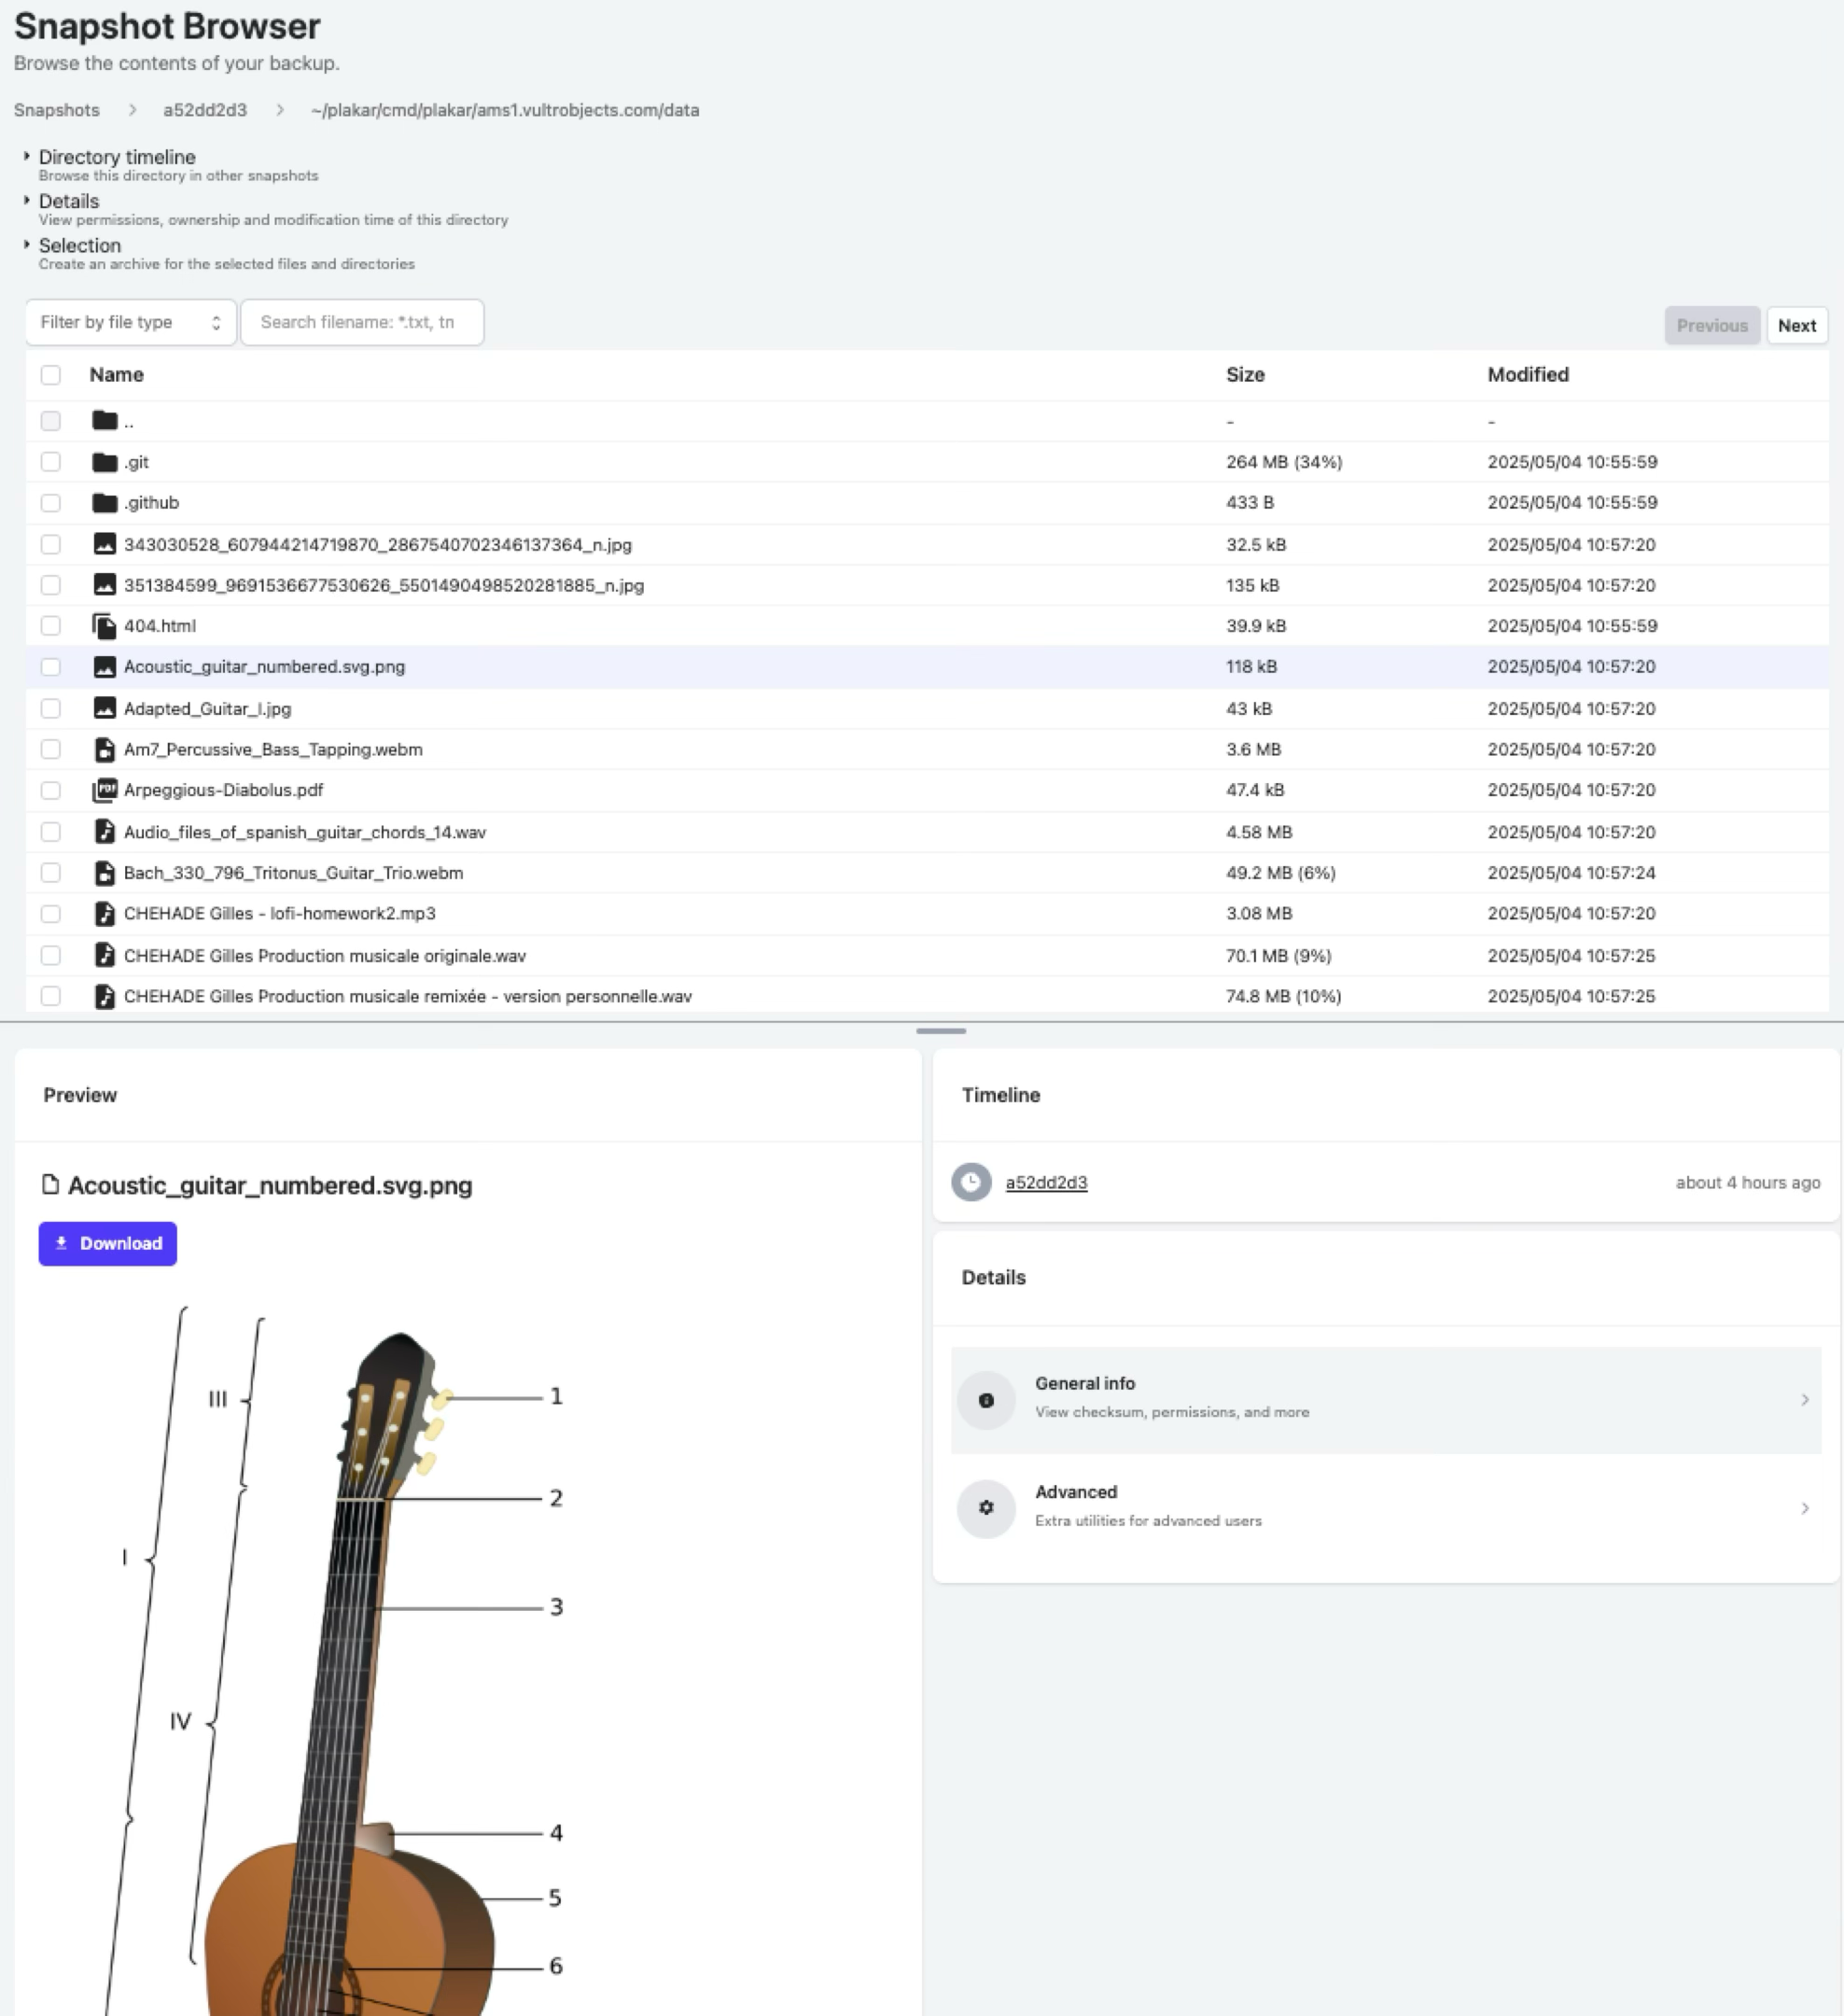 Snapshot Browser
Browse the contents of your backup.
Snapshots > a52dd2d3 > ~/plakar/cmd/plakar/ams1.vultrobjects.com/data
Directory timeline
Browse this directory in other snapshots
Details
View permissions, ownership and modification time of this directory
Selection
Create an archive for the selected files and directories
Filter by file type Search filename: *.txt, tn Previous Next
Name Size Modified
.. - -
.git 264 MB (34%) 2025/05/04 10:55:59
.github 433 B 2025/05/04 10:55:59
343030528_607944214719870_2867540702346137364_n.jpg 32.5 kB 2025/05/04 10:57:20
351384599_9691536677530626_5501490498520281885_n.jpg 135 kB 2025/05/04 10:57:20
404.html 39.9 kB 2025/05/04 10:55:59
Acoustic_guitar_numbered.svg.png 118 kB 2025/05/04 10:57:20
Adapted_Guitar_I.jpg 43 kB 2025/05/04 10:57:20
Am7_Percussive_Bass_Tapping.webm 3.6 MB 2025/05/04 10:57:20
Arpeggious-Diabolus.pdf 47.4 kB 2025/05/04 10:57:20
Audio_files_of_spanish_guitar_chords_14.wav 4.58 MB 2025/05/04 10:57:20
Bach_330_796_Tritonus_Guitar_Trio.webm 49.2 MB (6%) 2025/05/04 10:57:24
CHEHADE Gilles - lofi-homework2.mp3 3.08 MB 2025/05/04 10:57:20
CHEHADE Gilles Production musicale originale.wav 70.1 MB (9%) 2025/05/04 10:57:25
CHEHADE Gilles Production musicale remixée - version personnelle.wav 74.8 MB (10%) 2025/05/04 10:57:25
Preview
Acoustic_guitar_numbered.svg.png
Download
III
1
2
I
3
IV
4
5
6
Timeline
a52dd2d3 about 4 hours ago
Details
General info
View checksum, permissions, and more
Advanced
Extra utilities for advanced users